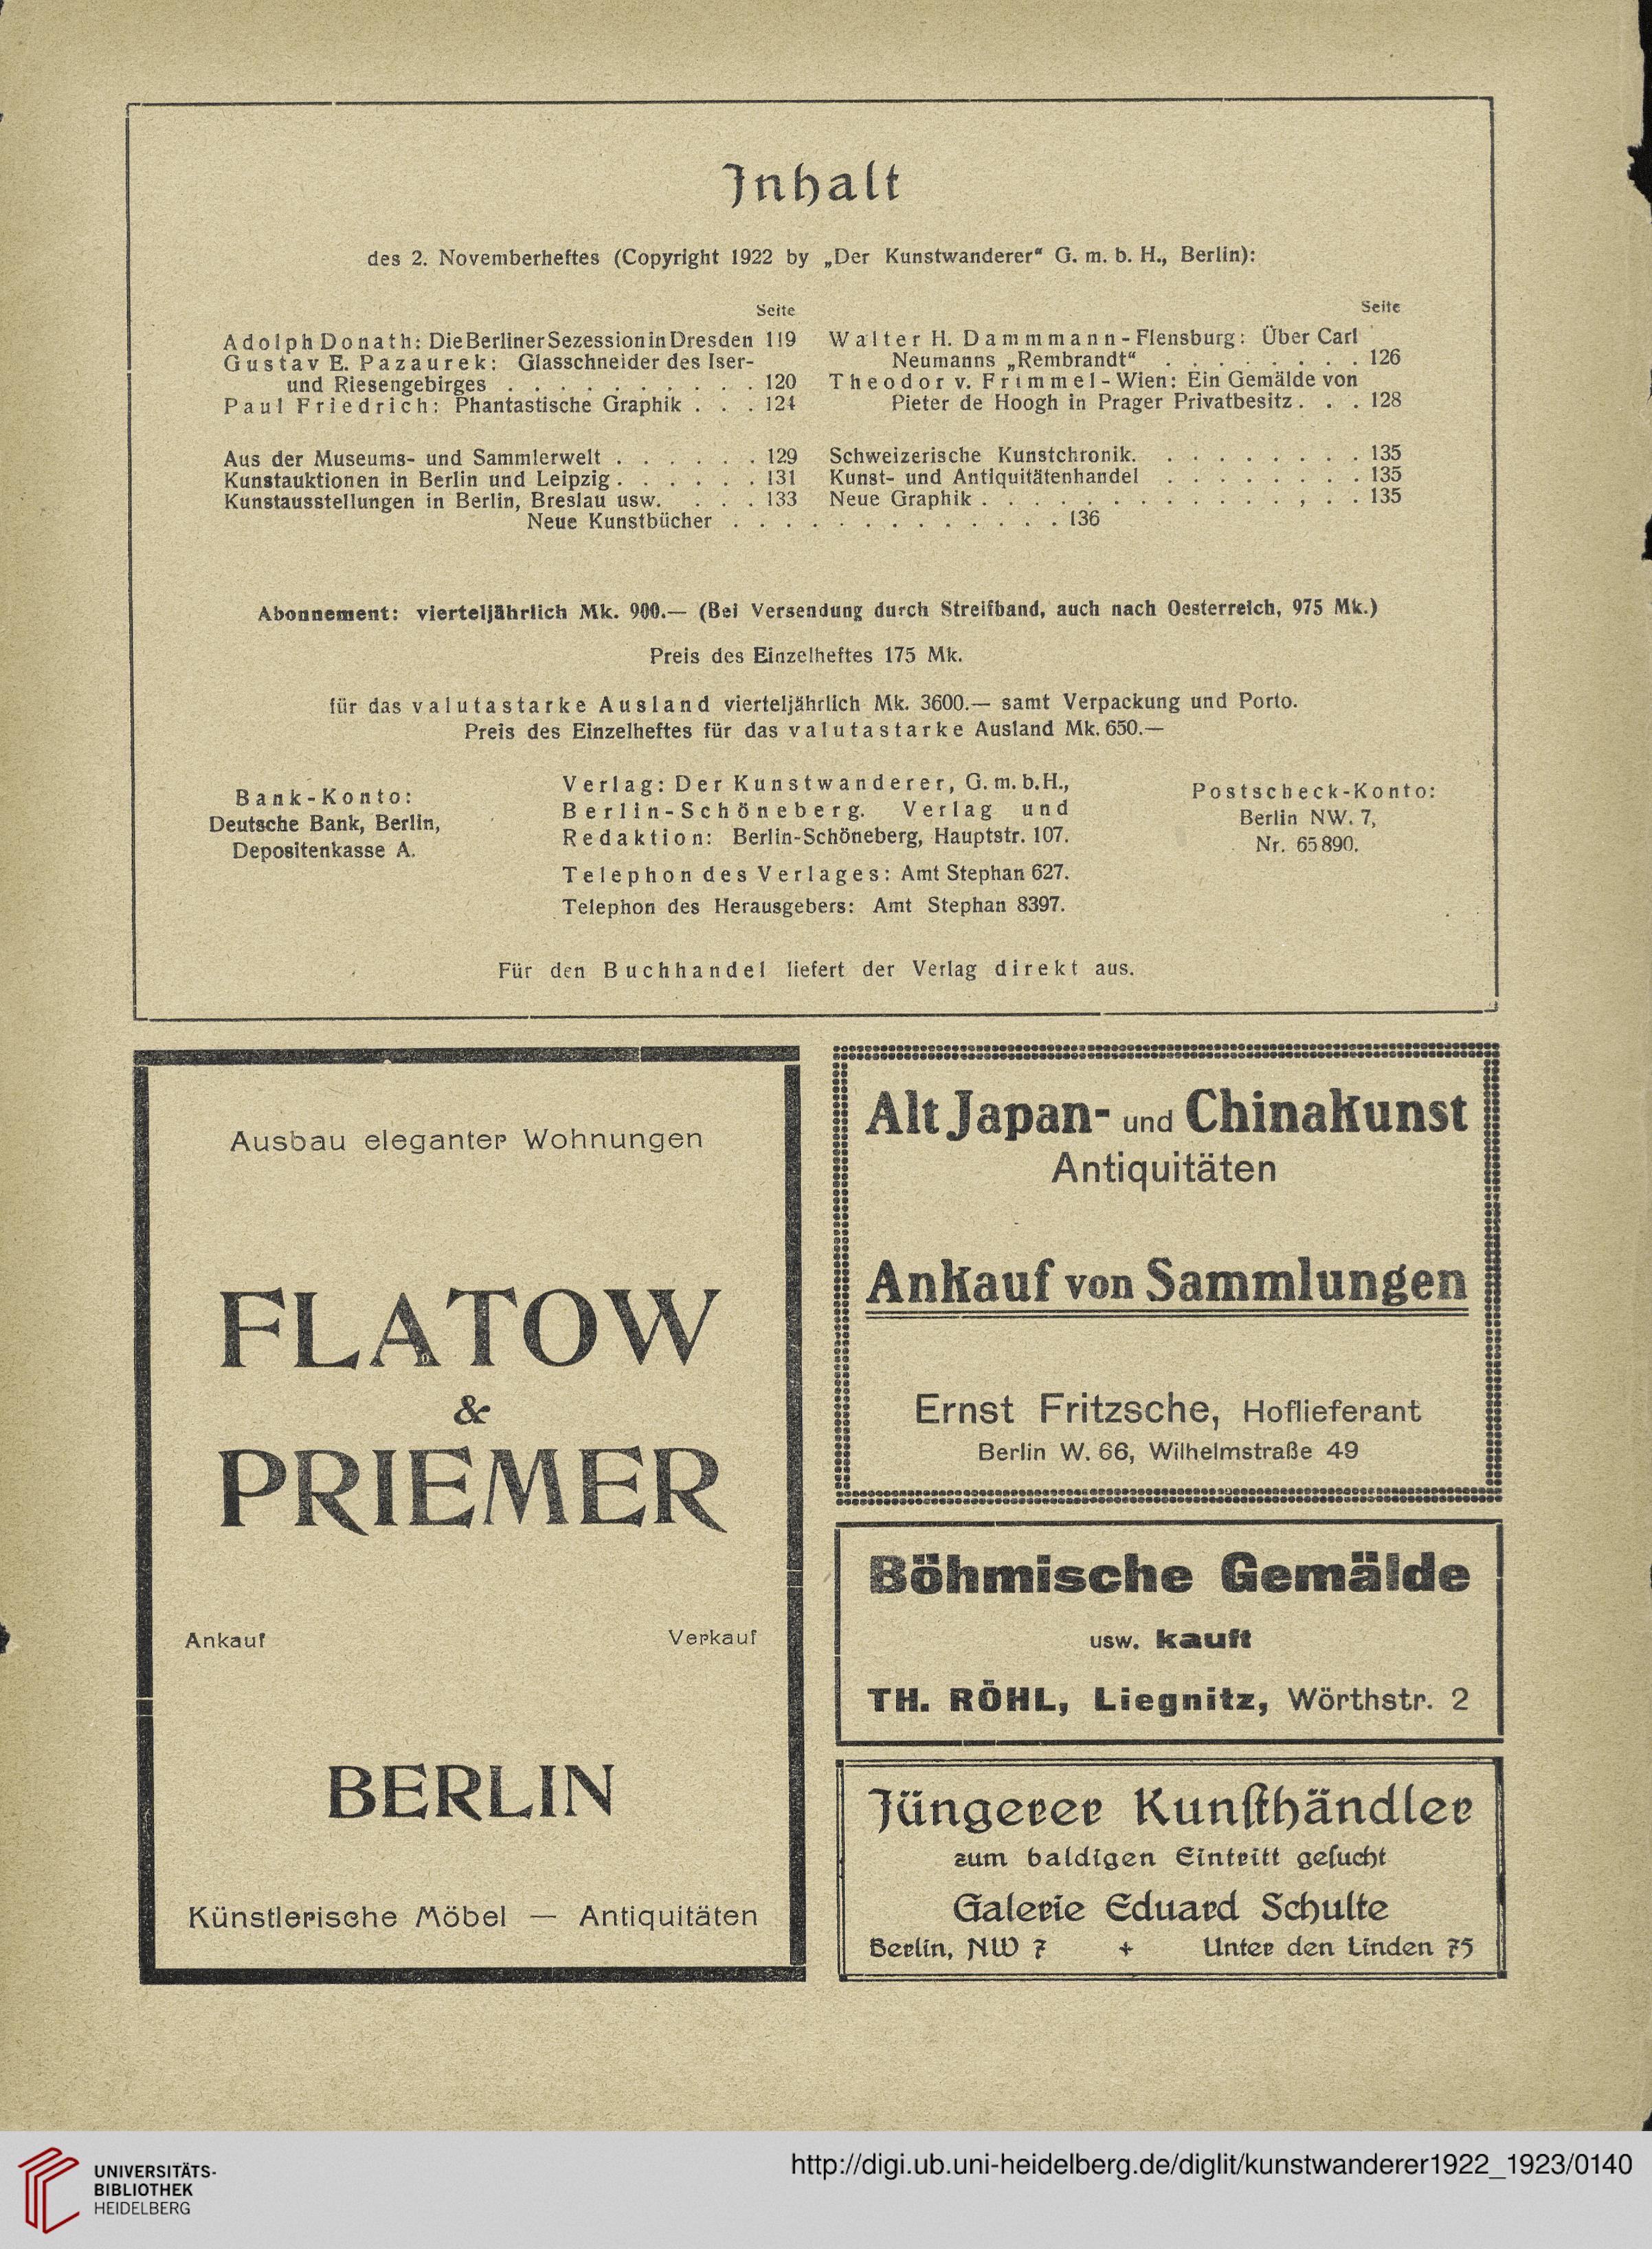 Inhalt
des 2. Novemberheftes (Copyright 1922 by „Der Kunstwanderer“ G. m. b. H., Berlin):
Seite
Adolph Donath: Die Berliner Sezession in Dresden 119
Gustav E. Pazaurek: Glasschneider des Iser-
und Riesengebirges . . . . . . . . . . 120
Paul Friedrich: Phantastische Graphik . . . 124
Seite
Walter H. Dammmann-Flensburg: Über Carl
Neumanns „Rembrandt“ . . . . . . . . 126
Theodor v. Frimmel-Wien: Ein Gemälde von
Pieter de Hoogh in Prager Privatbesitz . . . 128
Aus der Museums- und Sammlerwelt . . . . . . 129
Kunstauktionen in Berlin und Leipzig . . . . . . 131
Kunstausstellungen in Berlin, Breslau usw. . . . . 133
Schweizerische Kunstchronik. . . . . . . . . 135
Kunst- und Antiquitätenhandel . . . . . . . . 135
Neue Graphik . . . . . . . . . . . . , . . 135
Neue Kunstbücher . . . . . . . . . . . . . 136
Abonnement: vierteljährlich Mk. 900.— (Bei Versendung durch Streifband, auch nach Oesterreich, 975 Mk.)
Preis des Einzelheftes 175 Mk.
für das valutastarke Ausland vierteljährlich Mk. 3600.— samt Verpackung und Porto.
Preis des Einzelheftes für das valutastarke Ausland Mk. 650.—
Bank-Konto:
Deutsche Bank, Berlin,
Depositenkasse A.
Verlag: Der Kunstwanderer, G. m. b. H.,
Berlin-Schöneberg. Verlag und
Redaktion: Berlin-Schöneberg, Hauptstr. 107.
Telephon des Verlages: Amt Stephan 627.
Telephon des Herausgebers: Amt Stephan 8397.
Postscheck-Konto:
Berlin NW. 7,
Nr. 65 890.
Für den Buchhandel liefert der Verlag direkt aus.
Ausbau eleganter Wohnungen
FLATOW
&
PRIEMER
Ankauf Verkauf
BERLIN
Künstlerische Möbel — Antiquitäten
Alt Japan- und Chinakunst
Antiquitäten
Ankauf von Sammlungen
Ernst Fritzsche, Hoflieferant
Berlin W. 66, Wilhelmstraße 49
Böhmische Gemälde
usw. kauft
TH. RÖHL, Liegnitz, Wörthstr. 2
Jüngerer Kunſthändler
zum baldigen Eintritt geſucht
Galerie Eduard Schulte
Berlin, NW 7 + Unter den Linden 75
UNIVERSITÄTS-
BIBLIOTHEK
HEIDELBERG
http://digi.ub.uni-heidelberg.de/diglit/kunstwanderer1922_1923/0140